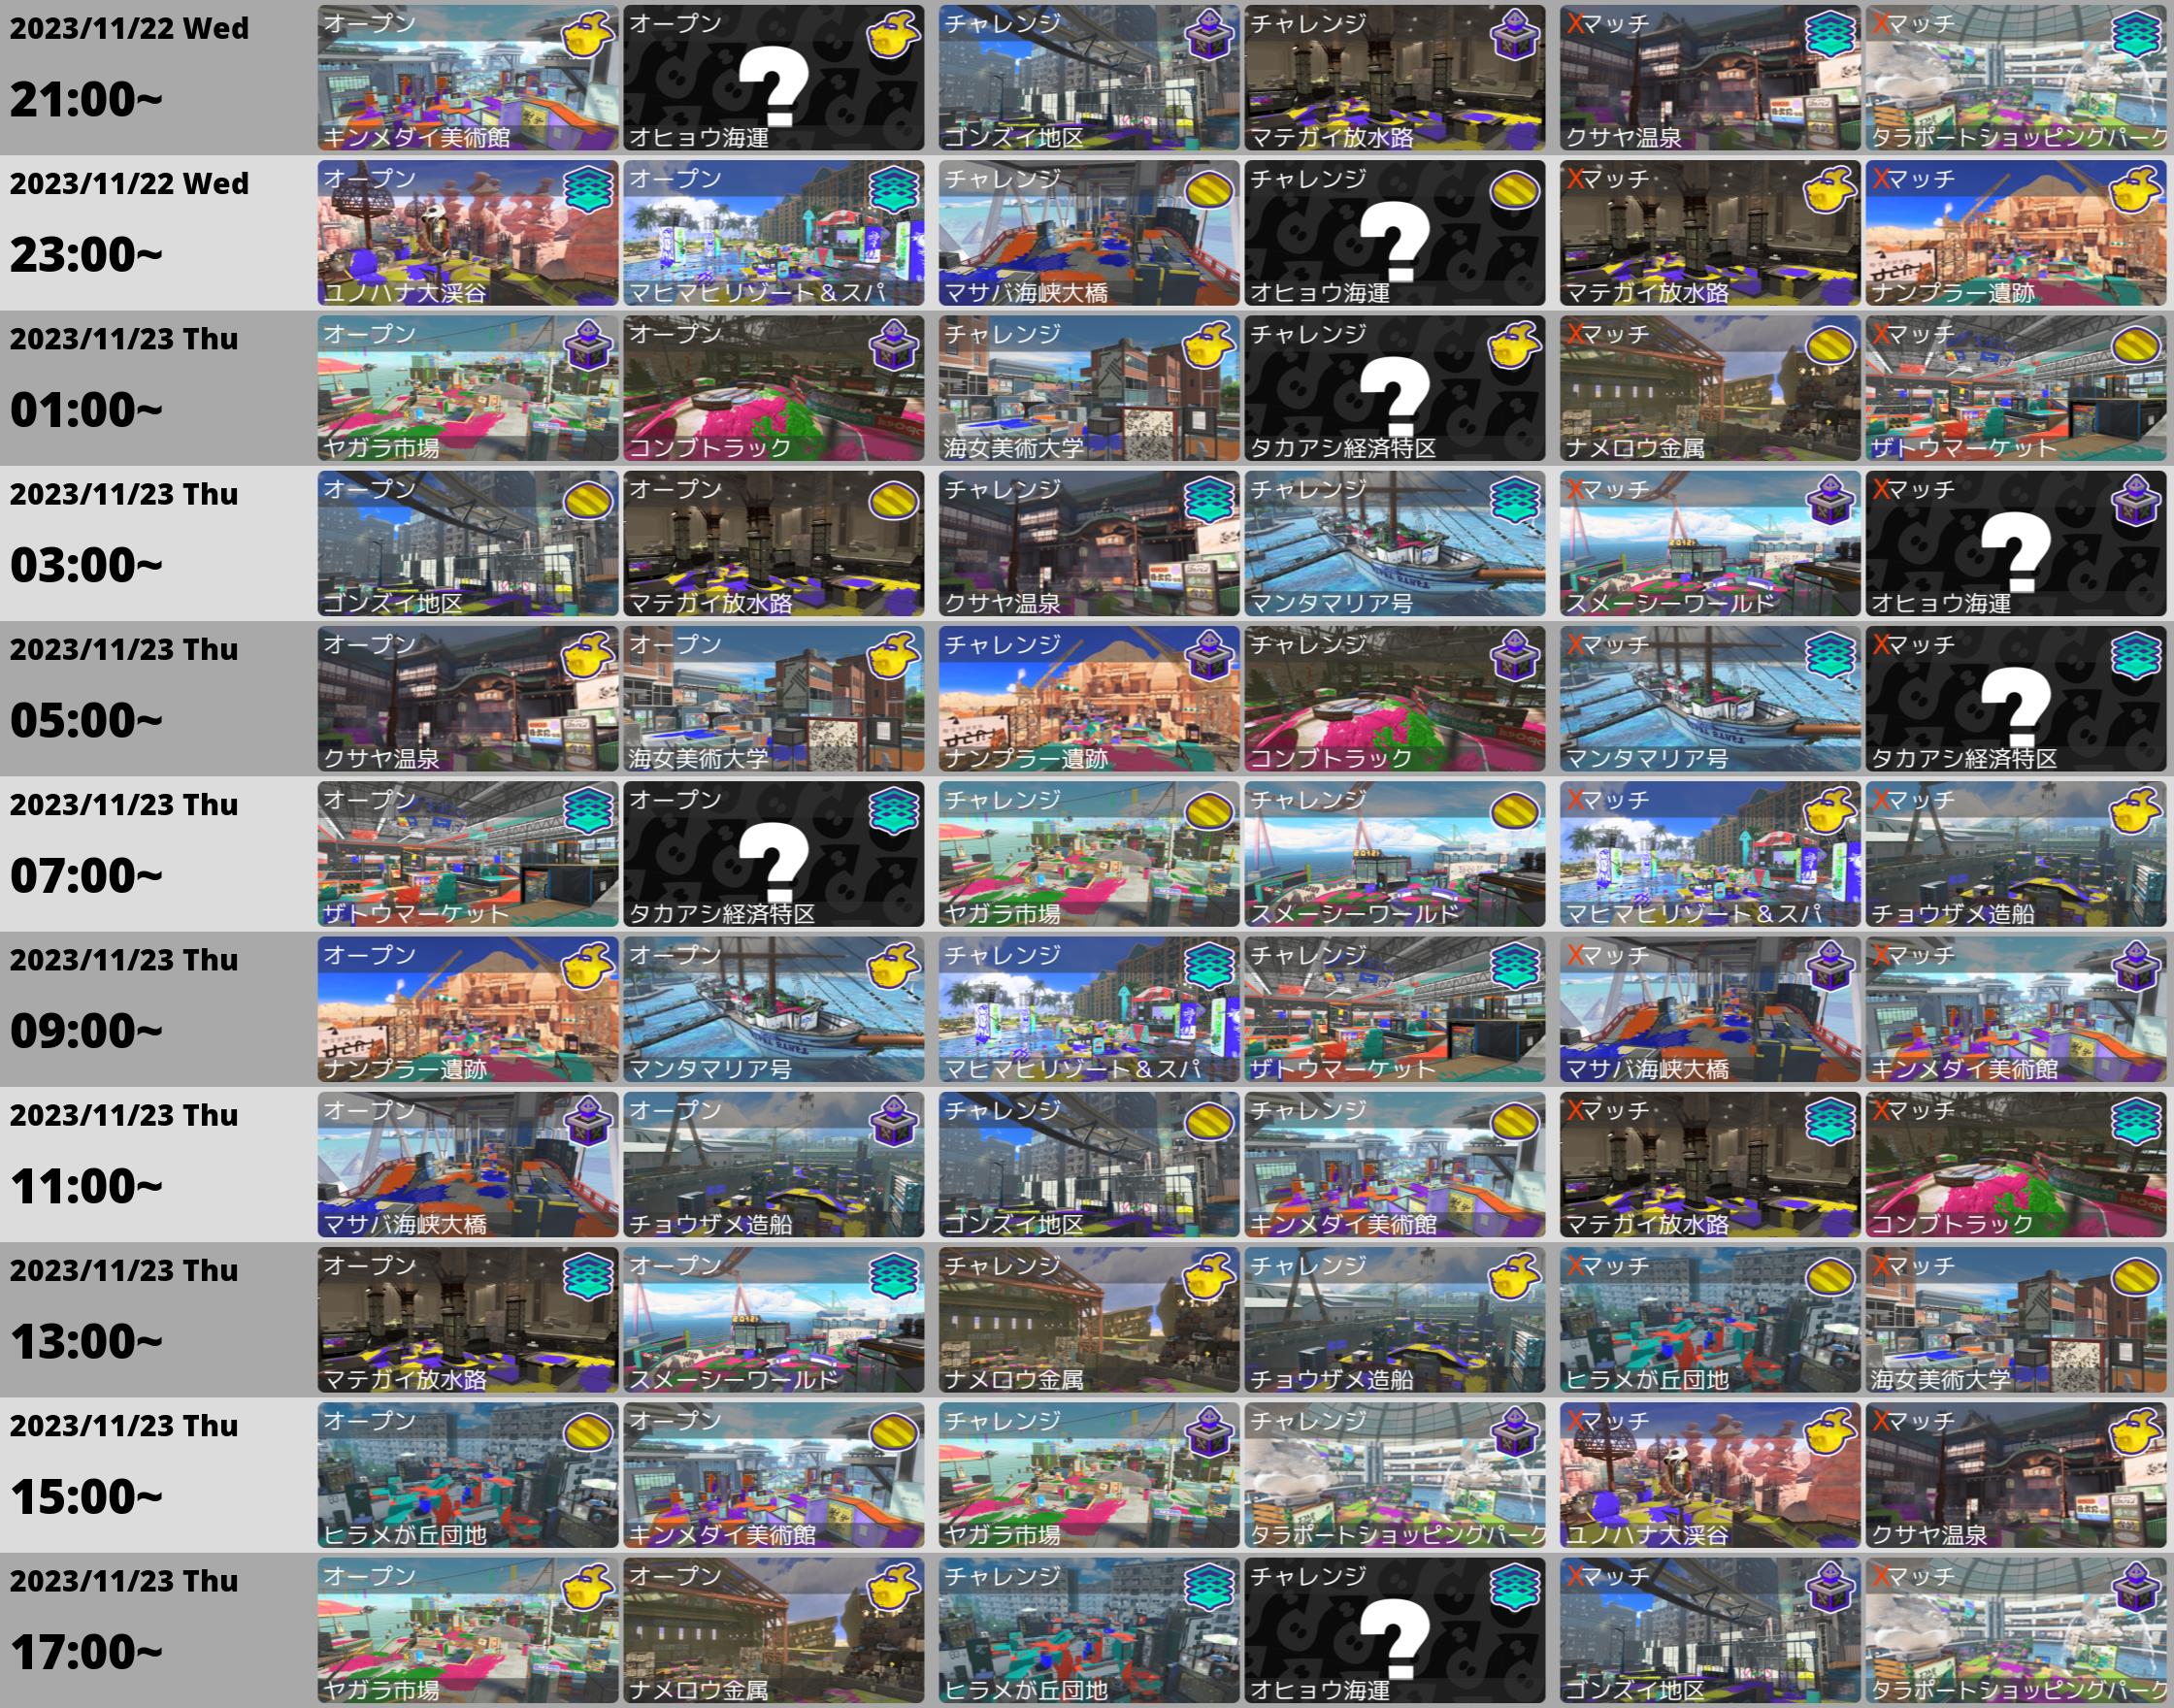 2023/11/22 Wed
21:00~
オープン
キンメダイ美術館
オープン
オヒョウ海運
チャレンジ
ゴンズイ地区
チャレンジ
マテガイ放水路
Xマッチ
クサヤ温泉
Xマッチ
タラポートショッピングパーク
2023/11/22 Wed
23:00~
オープン
ユノハナ大渓谷
オープン
マヒマヒリゾート&スパ
チャレンジ
マサバ海峡大橋
チャレンジ
オヒョウ海運
Xマッチ
マテガイ放水路
Xマッチ
ナンプラー遺跡
2023/11/23 Thu
01:00~
オープン
ヤガラ市場
オープン
コンブトラック
チャレンジ
海女美術大学
チャレンジ
タカアシ経済特区
Xマッチ
ナメロウ金属
Xマッチ
ザトウマーケット
2023/11/23 Thu
03:00~
オープン
ゴンズイ地区
オープン
マテガイ放水路
チャレンジ
クサヤ温泉
チャレンジ
マンタマリア号
Xマッチ
スメーシーワールド
Xマッチ
オヒョウ海運
2023/11/23 Thu
05:00~
オープン
クサヤ温泉
オープン
海女美術大学
チャレンジ
ナンプラー遺跡
チャレンジ
コンブトラック
Xマッチ
マンタマリア号
Xマッチ
タカアシ経済特区
2023/11/23 Thu
07:00~
オープン
ザトウマーケット
オープン
タカアシ経済特区
チャレンジ
ヤガラ市場
チャレンジ
スメーシーワールド
Xマッチ
マヒマヒリゾート&スパ
Xマッチ
チョウザメ造船
2023/11/23 Thu
09:00~
オープン
ナンプラー遺跡
オープン
マンタマリア号
チャレンジ
マヒマヒリゾート&スパ
チャレンジ
ザトウマーケット
Xマッチ
マサバ海峡大橋
Xマッチ
キンメダイ美術館
2023/11/23 Thu
11:00~
オープン
マサバ海峡大橋
オープン
チョウザメ造船
チャレンジ
ゴンズイ地区
チャレンジ
キンメダイ美術館
Xマッチ
マテガイ放水路
Xマッチ
コンブトラック
2023/11/23 Thu
13:00~
オープン
マテガイ放水路
オープン
スメーシーワールド
チャレンジ
ナメロウ金属
チャレンジ
チョウザメ造船
Xマッチ
ヒラメが丘団地
Xマッチ
海女美術大学
2023/11/23 Thu
15:00~
オープン
ヒラメが丘団地
オープン
キンメダイ美術館
チャレンジ
ヤガラ市場
チャレンジ
タラポートショッピングパーク
Xマッチ
ユノハナ大渓谷
Xマッチ
クサヤ温泉
2023/11/23 Thu
17:00~
オープン
ヤガラ市場
オープン
ナメロウ金属
チャレンジ
ヒラメが丘団地
チャレンジ
オヒョウ海運
Xマッチ
ゴンズイ地区
Xマッチ
タラポートショッピングパーク